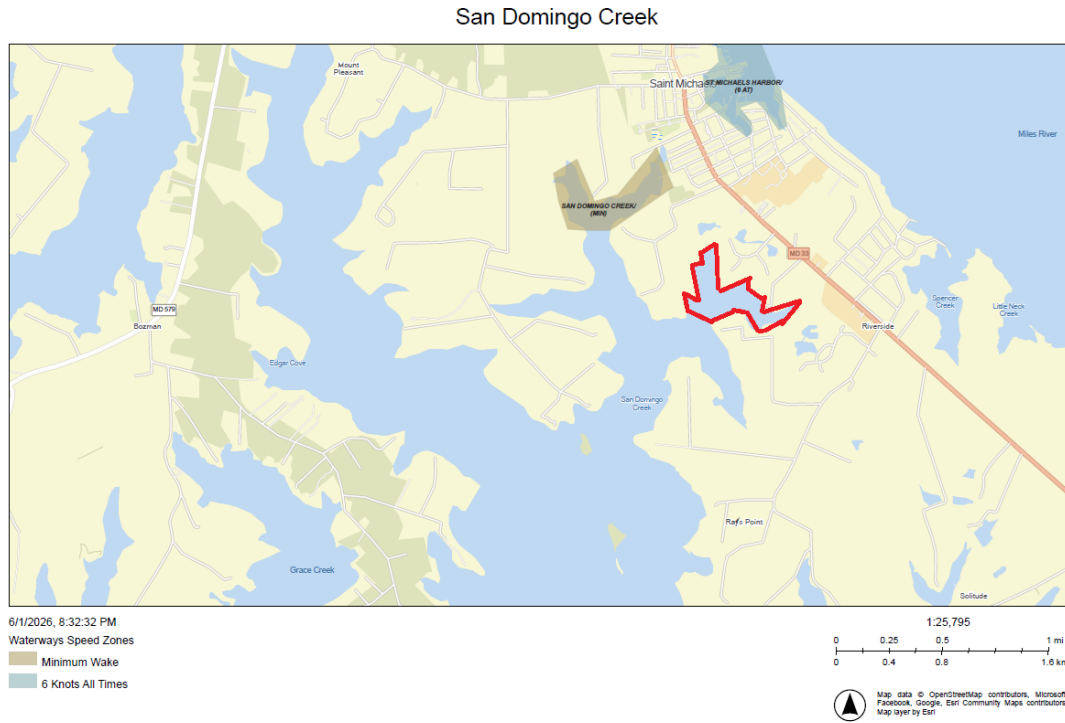 San Domingo Creek
Mount
Pleasant
Saint Micha
ST MICHAELS HARBOR/
(6 AT)
Miles River
SAN DOMINGO CREEK/
(MIN)
MD 33
MD 579
Bozman
Spencer
Creek
Little Neck
Creek
Riverside
Edgar Cove
San Domingo
Creek
Point
Grace Creek
Solitude
6/1/2026, 8:32:32 PM
Waterways Speed Zones
Minimum Wake
6 Knots All Times
1:25,795
0 0.25 0.5 1 mi
0 0.4 0.8 1.6 km
Map data © OpenStreetMap contributors, Microsoft,
Facebook, Google, Esri Community Maps contributors,
Map layer by Esri